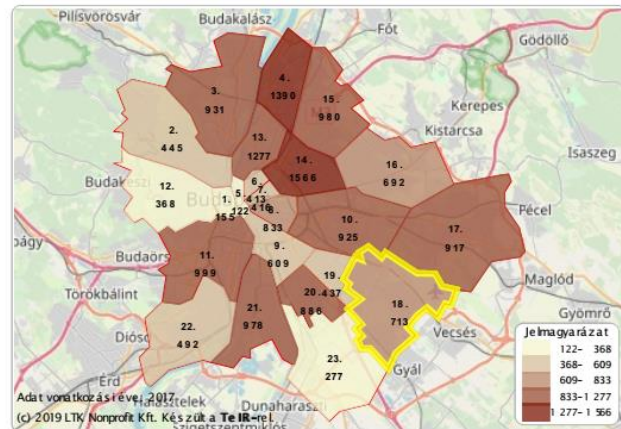 Pilisvörösvár
Budakalász
Fót
Gödöllő
4.
1390
3.
931
15.
980
Kerepes
Kistarcsa
2.
445
13.
1277
14.
1566
16.
692
Isaszeg
12.
368
6.
5.
7.
413
1.
122
416
155
8.
833
10.
925
17.
917
Pécel
Budaörs
9.
609
11.
999
19.
437
Törökbálint
20.
886
18.
713
Maglód
Gyömrő
21.
978
Vecsés
22.
492
23.
277
Gyál
Érd
Halásztelek
Dunaharaszti
Szigetszentmiklós
Jelmagyarázat
122– 368
368– 609
609– 833
833–1 277
1 277–1 566
Adat vonatkozási éve: 2017.
(c) 2019 LTK Nonprofit Kft. Készült a TeIR-rel.